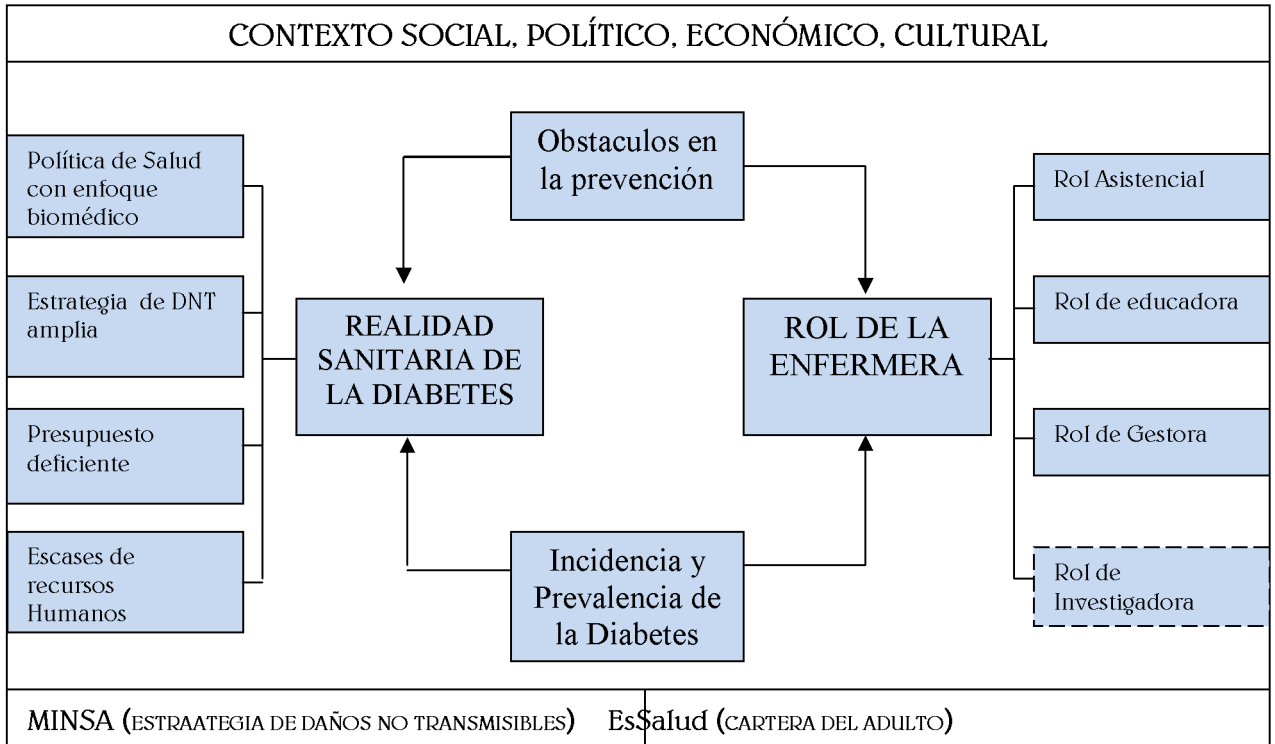 CONTEXTO SOCIAL, POLÍTICO, ECONÓMICO, CULTURAL
Obstaculos en
la prevención
Política de Salud
con enfoque
biomédico
Estrategia de DNT
amplia
Presupuesto
deficiente
Escases de
recursos
Humanos
REALIDAD
SANITARIA DE
LA DIABETES
ROL DE LA
ENFERMERA
Incidencia y
Prevalencia de
la Diabetes
Rol Asistencial
Rol de educadora
Rol de Gestora
Rol de
Investigadora
MINSA (ESTRAATEGIA DE DAÑOS NO TRANSMISIBLES) EsSalud (CARTERA DEL ADULTO)